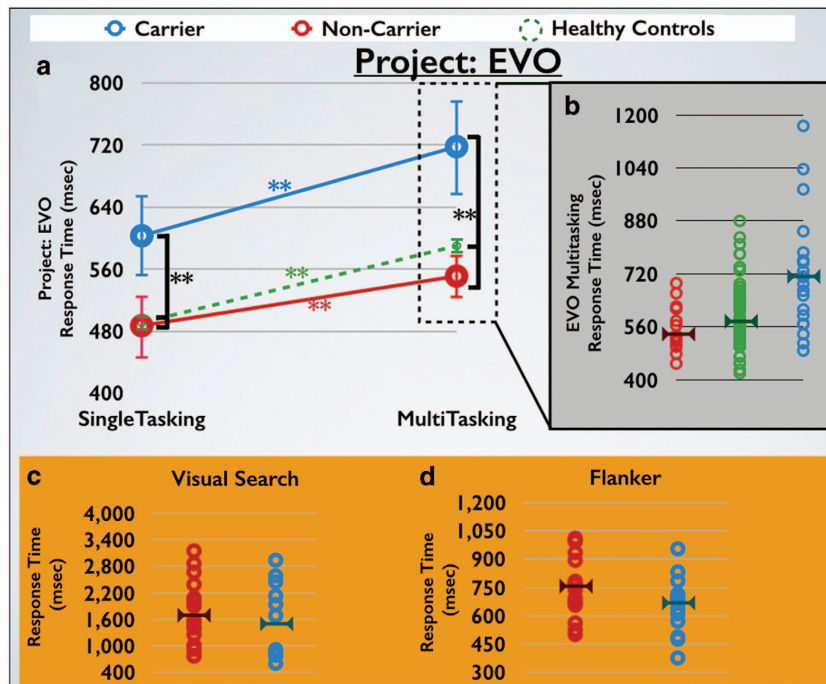 Carrier Non-Carrier Healthy Controls
a
Project: EVO
Project: EVO
Response Time (msec)
800
720
640
560
480
400
**
**
**
**
**
SingleTasking MultiTasking
b
EVO Multitasking
Response Time (msec)
1200
1040
880
720
560
400
c Visual Search
Response Time
(msec)
4,000
3,400
2,800
2,200
1,600
1,000
400
d Flanker
Response Time
(msec)
1,200
1,050
900
750
600
450
300